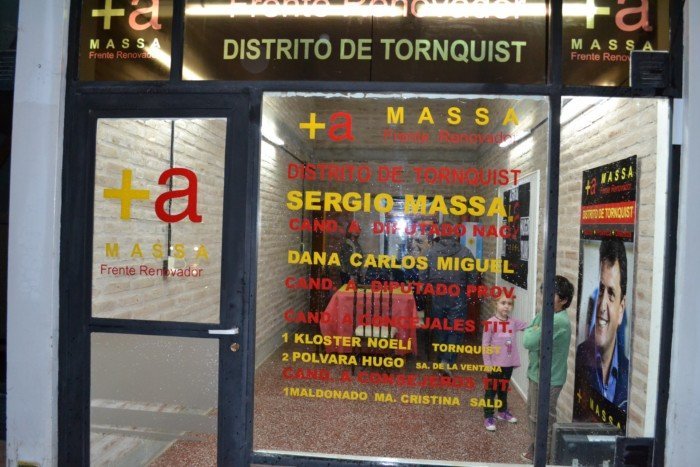 +a
MASSA
Frente Renovador
Frente Renovador
DISTRITO DE TORNQUIST
+a
MASSA
Frente Renovador
+a
MASSA
Frente Renovador
+a MASSA
Frente Renovador
DISTRITO DE TORNQUIST
SERGIO MASSA
CAND. A DIPUTADO NAC.
DANA CARLOS MIGUEL
CAND. A DIPUTADO PROV.
CAND. A CONCEJALES TIT.
1 KLOSTER NOELÍ TORNQUIST
2 POLVARA HUGO SA. DE LA VENTANA
CAND. A CONSEJEROS TIT.
1MALDONADO MA. CRISTINA SALD
+a MASSA
Frente Renovador
DISTRITO DE TORNQUIST
+a
MASSA